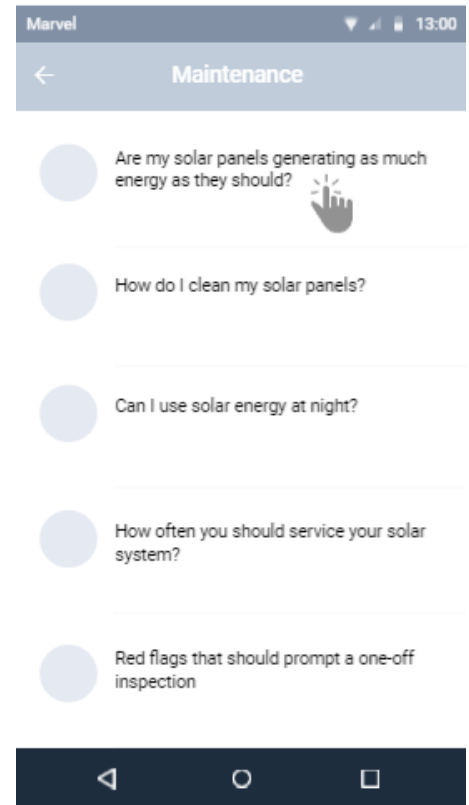 Marvel 13:00
Maintenance
Are my solar panels generating as much
energy as they should?
How do I clean my solar panels?
Can I use solar energy at night?
How often you should service your solar
system?
Red flags that should prompt a one-off
inspection